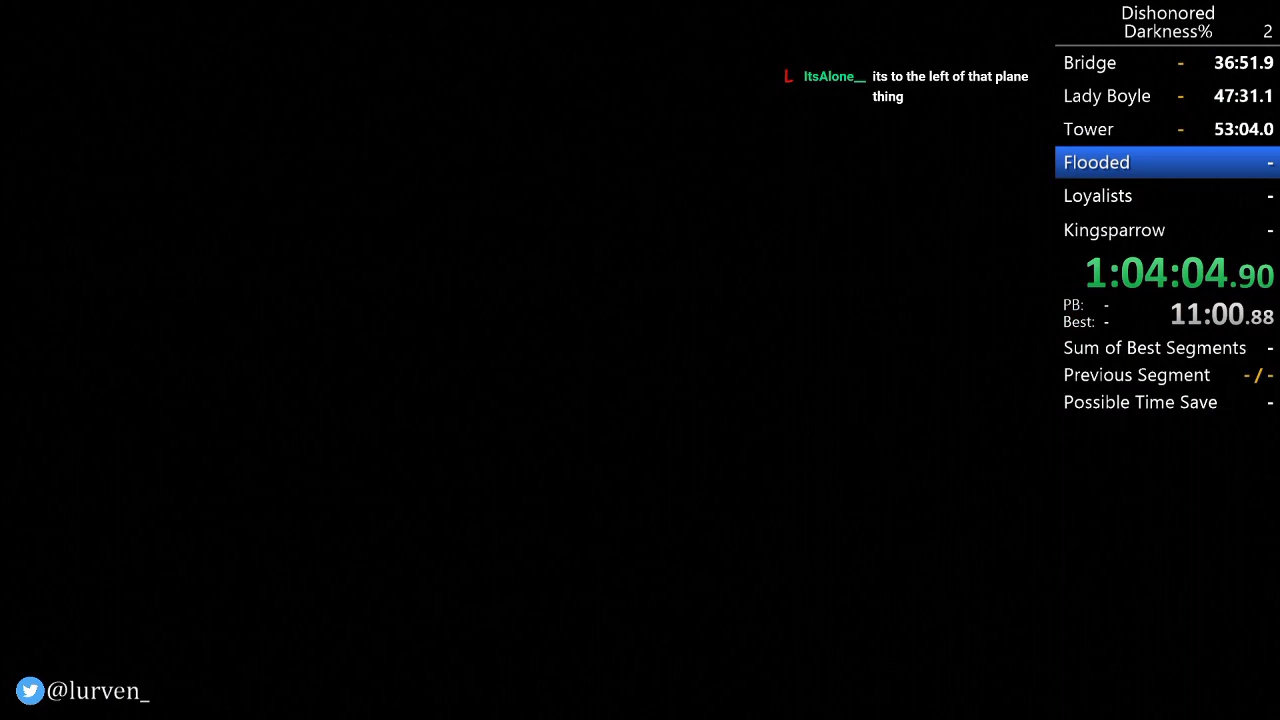 Dishonored
Darkness% 2
Bridge - 36:51.9
L ItsAlone__ its to the left of that plane
thing
Lady Boyle - 47:31.1
Tower - 53:04.0
Flooded -
Loyalists -
Kingsparrow -
1:04:04.90
PB: -
Best: -
11:00.88
Sum of Best Segments -
Previous Segment - / -
Possible Time Save -
@lurven_